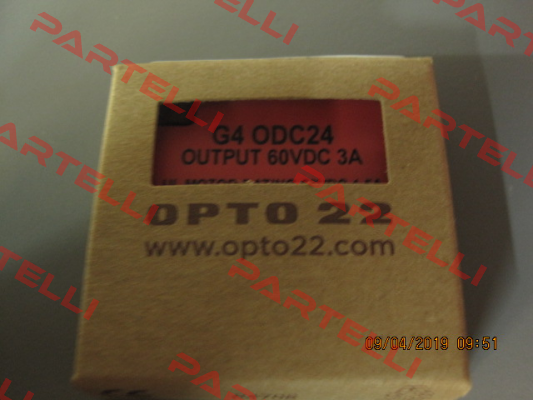 G4 ODC24
OUTPUT 60VDC 3A
OPTO 22
www.opto22.com
09/04/2019 09:51
PARTELLI
PARTELLI
PARTELLI
PARTELLI
PARTELLI
PARTELLI
PARTELLI